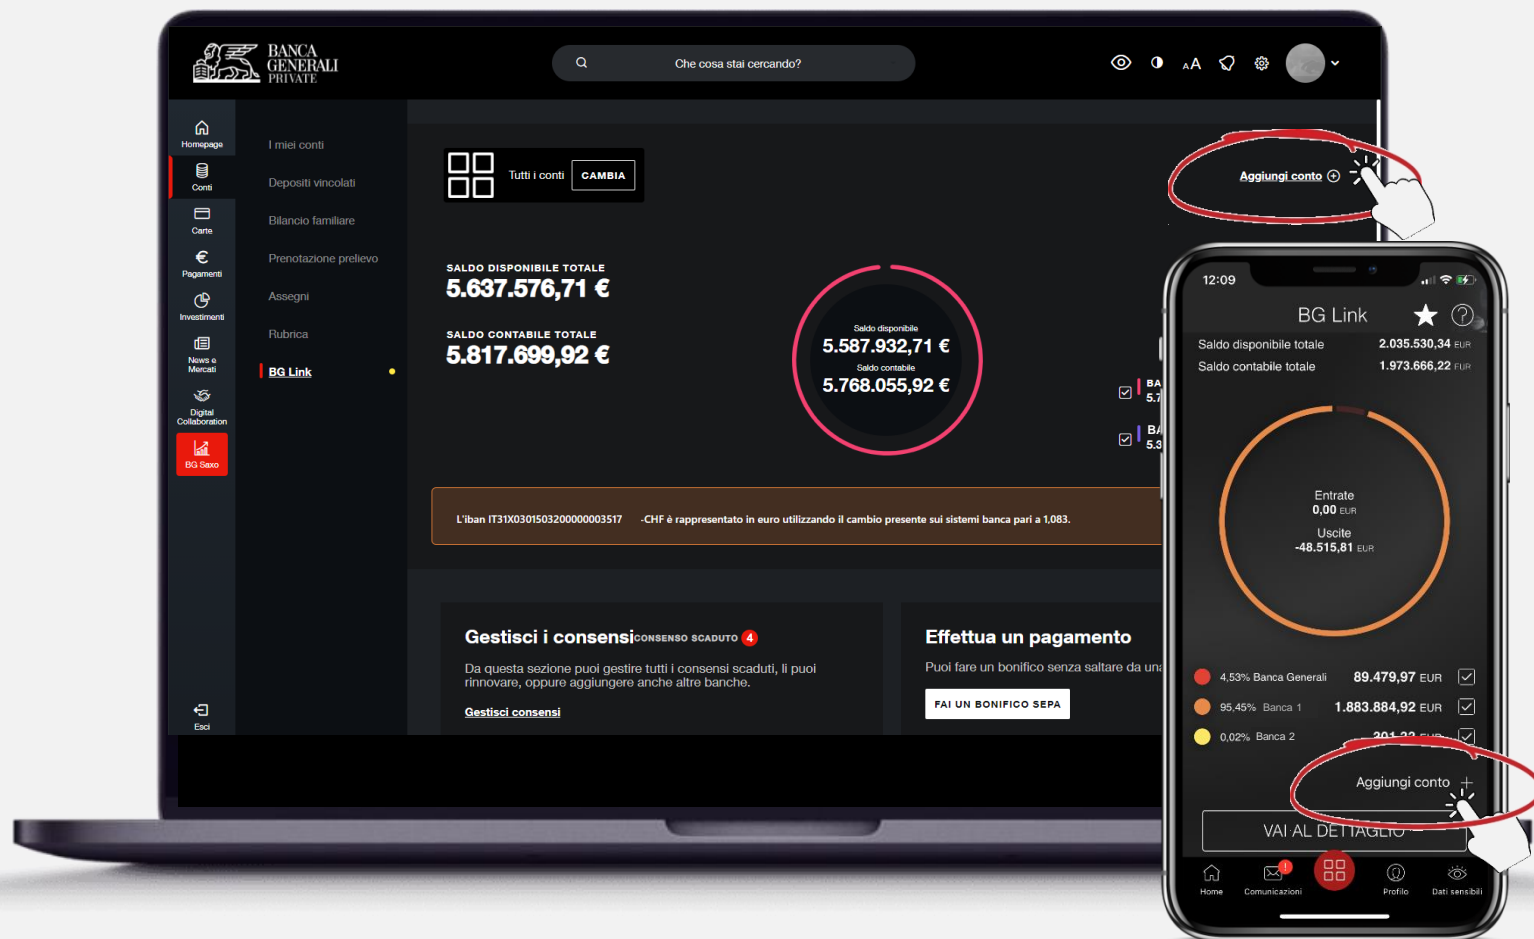 BANCA
GENERALI
PRIVATE
Che cosa stai cercando?
AA
Homepage
Conti
Carte
€
Pagamenti
Investimenti
News e
Mercati
Digital
Collaboration
BG Saxo
Esci
I miei conti
Depositi vincolati
Bilancio familiare
Prenotazione prelievo
Assegni
Rubrica
BG Link
Tutti i conti CAMBIA
Aggiungi conto
SALDO DISPONIBILE TOTALE
5.637.576,71 €
SALDO CONTABILE TOTALE
5.817.699,92 €
Saldo disponibile
5.587.932,71 €
Saldo contabile
5.768.055,92 €
BA
5.7
BA
5.3
L'iban IT31X0301503200000003517 -CHF è rappresentato in euro utilizzando il cambio presente sui sistemi banca pari a 1,083.
Gestisci i consensi CONSENSO SCADUTO 4
Da questa sezione puoi gestire tutti i consensi scaduti, li puoi
rinnovare, oppure aggiungere anche altre banche.
Gestisci consensi
Effettua un pagamento
Puoi fare un bonifico senza saltare da una
FAI UN BONIFICO SEPA
12:09
BG Link
Saldo disponibile totale 2.035.530,34 EUR
Saldo contabile totale 1.973.666,22 EUR
Entrate
0,00 EUR
Uscite
-48.515,81 EUR
4,53% Banca Generali 89.479,97 EUR
95,45% Banca 1 1.883.884,92 EUR
0,02% Banca 2 EUR
Aggiungi conto
VAI AL DETTAGLIO
Home
Comunicazioni
Profilo
Dati sensibili